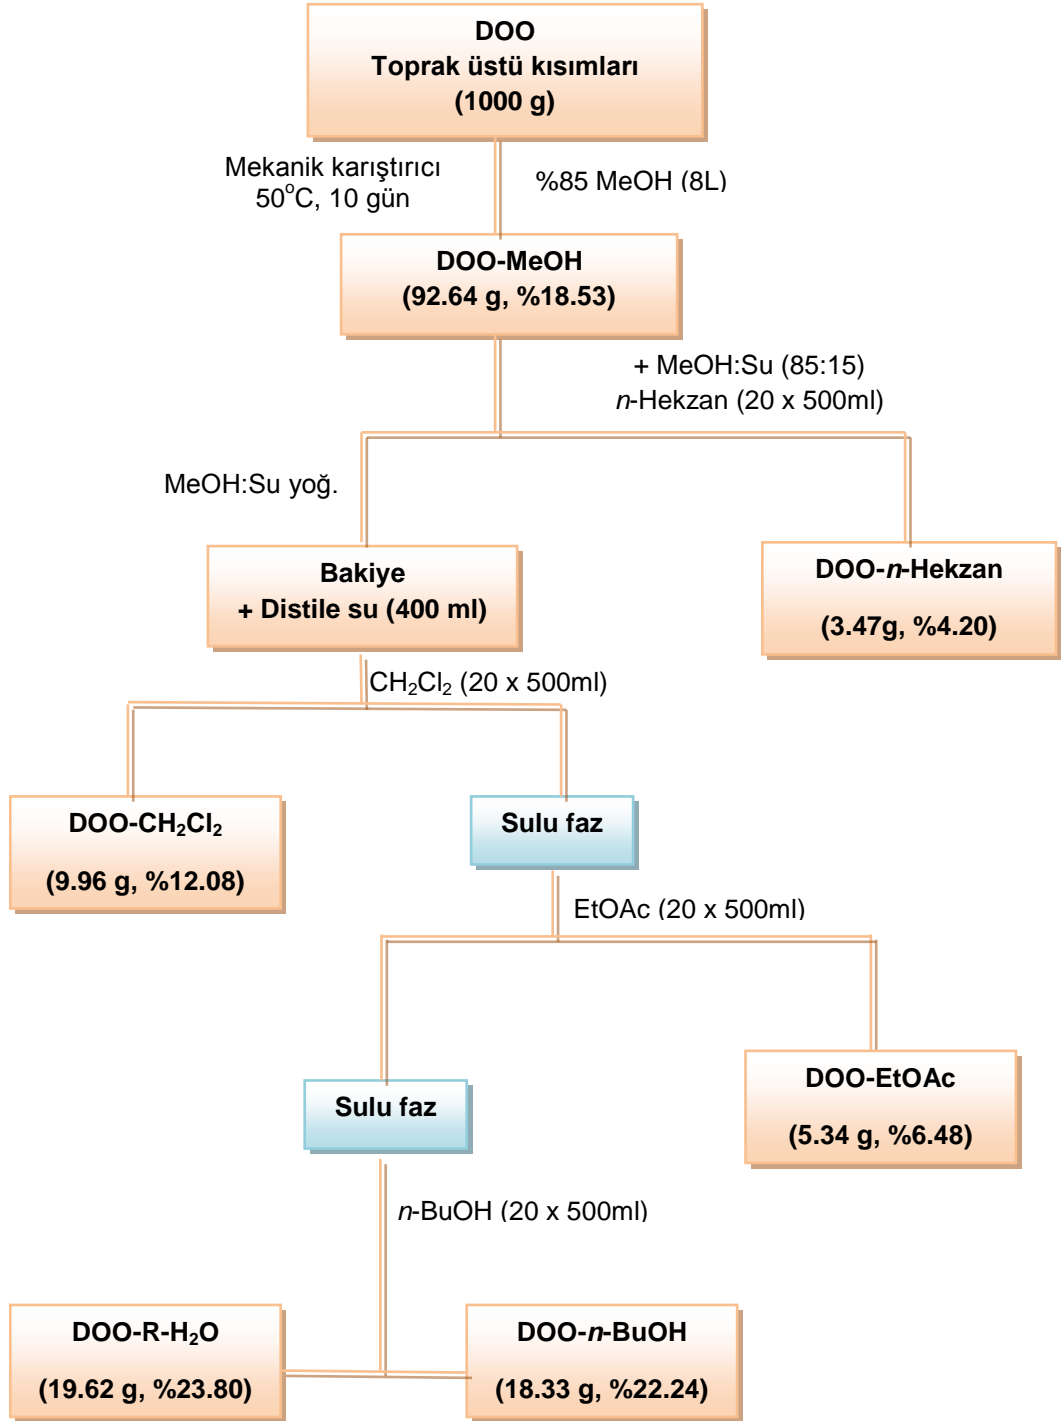 DOO
Toprak üstü kısımları
(1000 g)
Mekanik karıştırıcı
50°C, 10 gün
%85 MeOH (8L)
DOO-MeOH
(92.64 g, %18.53)
+ MeOH:Su (85:15)
n-Hekzan (20 x 500ml)
MeOH:Su yoğ.
Bakiye
+ Distile su (400 ml)
DOO-n-Hekzan
(3.47g, %4.20)
CH₂Cl₂ (20 x 500ml)
DOO-CH₂Cl₂
(9.96 g, %12.08)
Sulu faz
EtOAc (20 x 500ml)
Sulu faz
DOO-EtOAc
(5.34 g, %6.48)
n-BuOH (20 x 500ml)
DOO-R-H₂O
(19.62 g, %23.80)
DOO-n-BuOH
(18.33 g, %22.24)